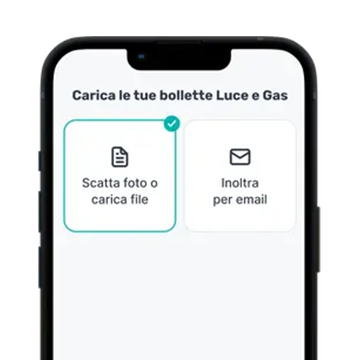 Carica le tue bollette Luce e Gas
Scatta foto o
carica file
Inoltra
per email